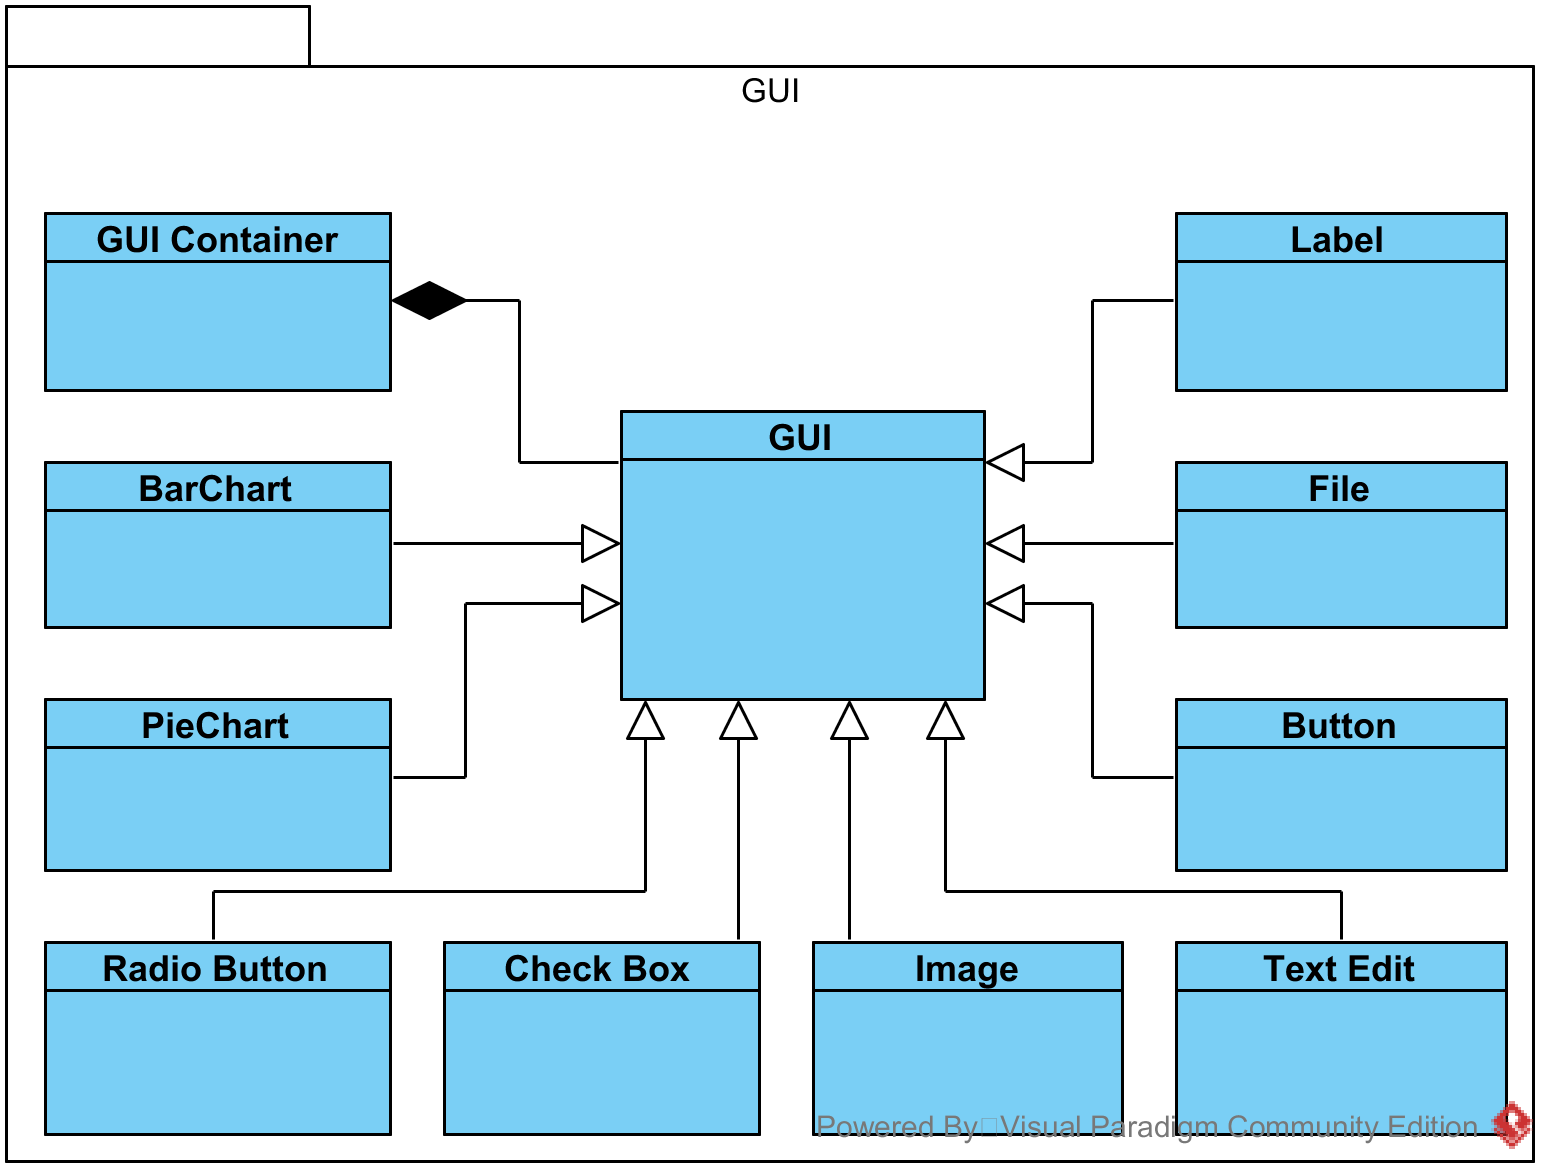 GUI
GUI Container
Label
GUI
BarChart
File
PieChart
Button
Radio Button
Check Box
Image
Text Edit
Powered By□Visual Paradigm Community Edition